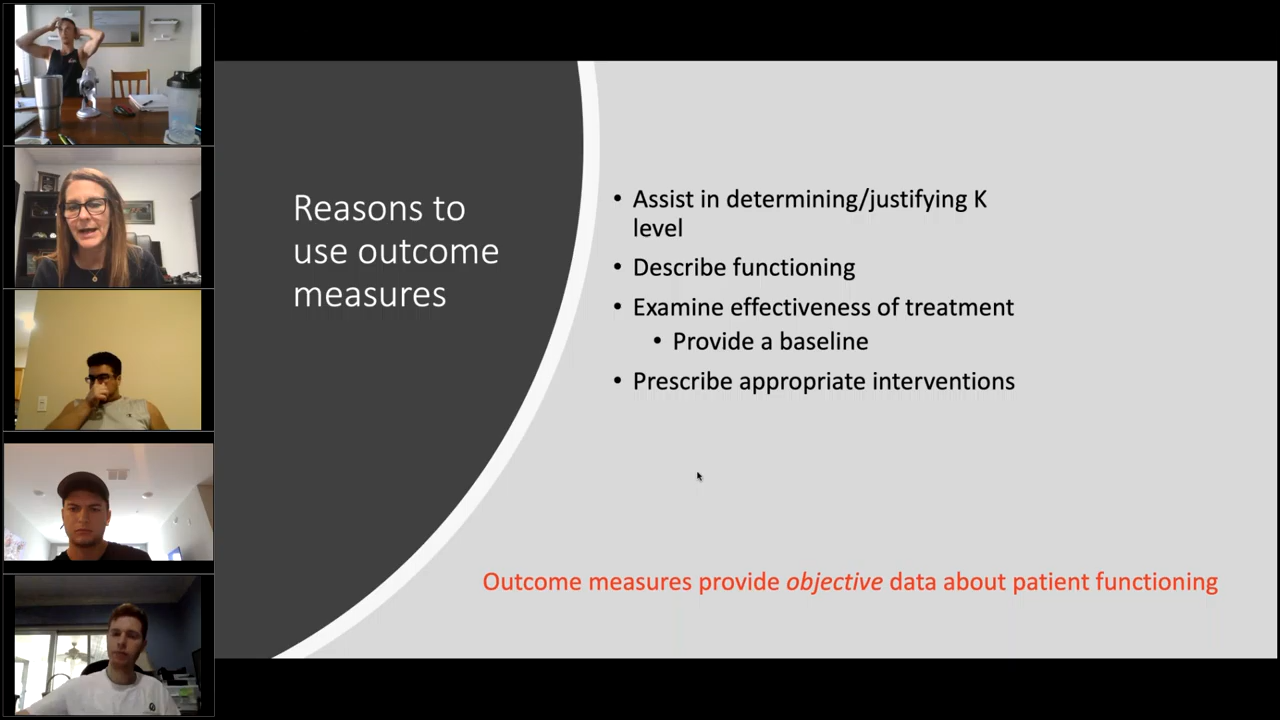 Reasons to
use outcome
measures
• Assist in determining/justifying K
level
• Describe functioning
• Examine effectiveness of treatment
• Provide a baseline
• Prescribe appropriate interventions
Outcome measures provide objective data about patient functioning